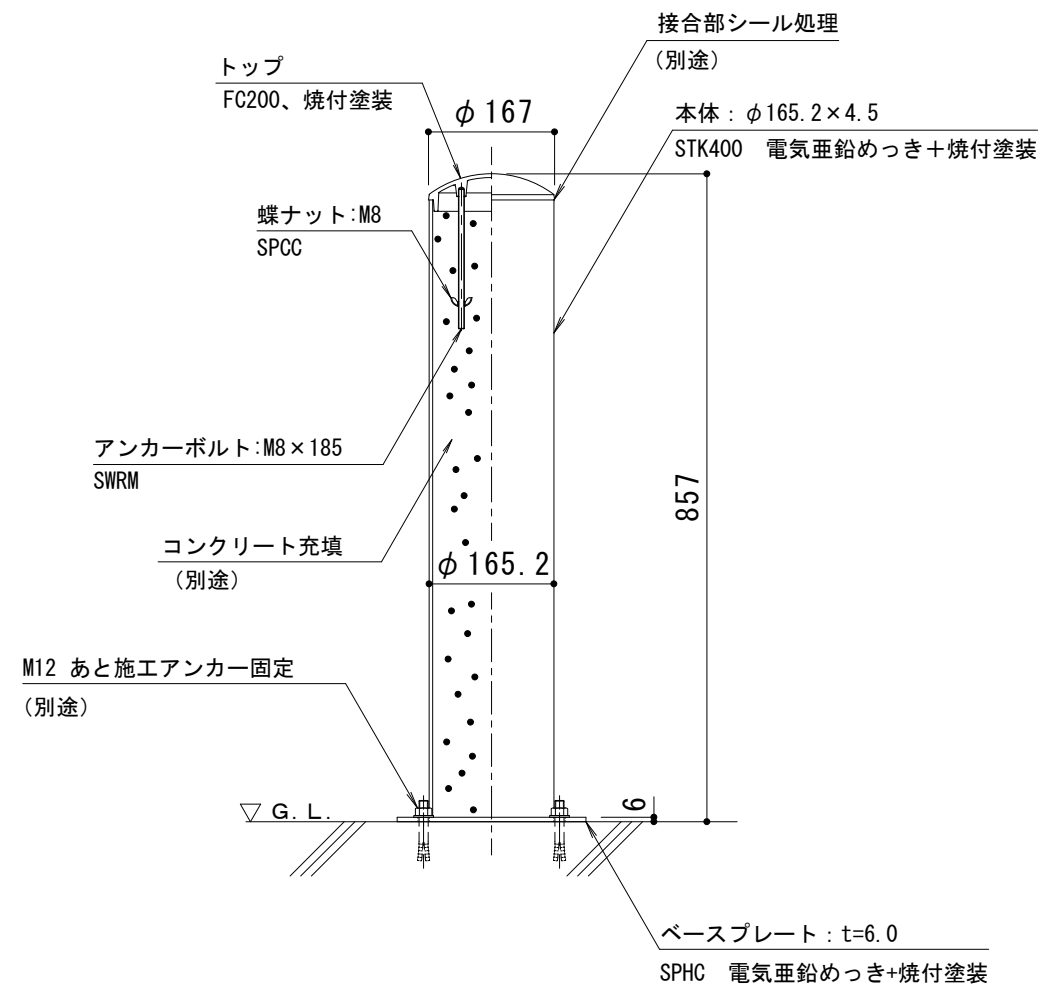 接合部シール処理
（別途）
トップ
FC200、焼付塗装
φ167
本体：φ165.2×4.5
STK400　電気亜鉛めっき＋焼付塗装
蝶ナット:M8
SPCC
アンカーボルト:M8×185
SWRM
857
コンクリート充填
（別途）
φ165.2
M12 あと施工アンカー固定
（別途）
6
▽ G.L.
ベースプレート：t=6.0
SPHC　電気亜鉛めっき+焼付塗装